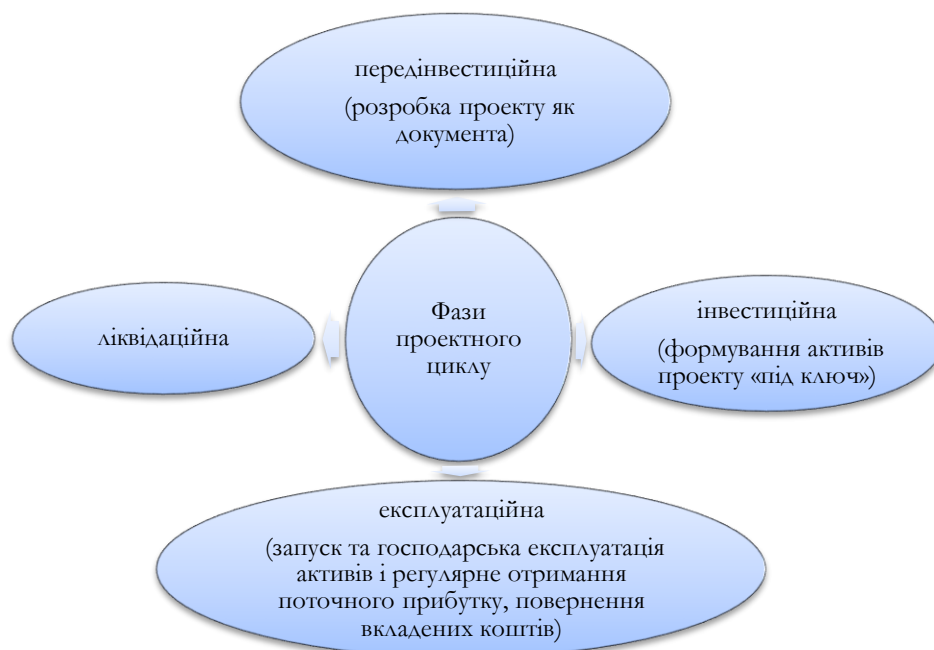 передінвестиційна
(розробка проекту як
документа)
ліквідаційна
Фази
проектного
циклу
інвестиційна
(формування активів
проекту «під ключ»)
експлуатаційна
(запуск та господарська експлуатація
активів і регулярне отримання
поточного прибутку, повернення
вкладених коштів)